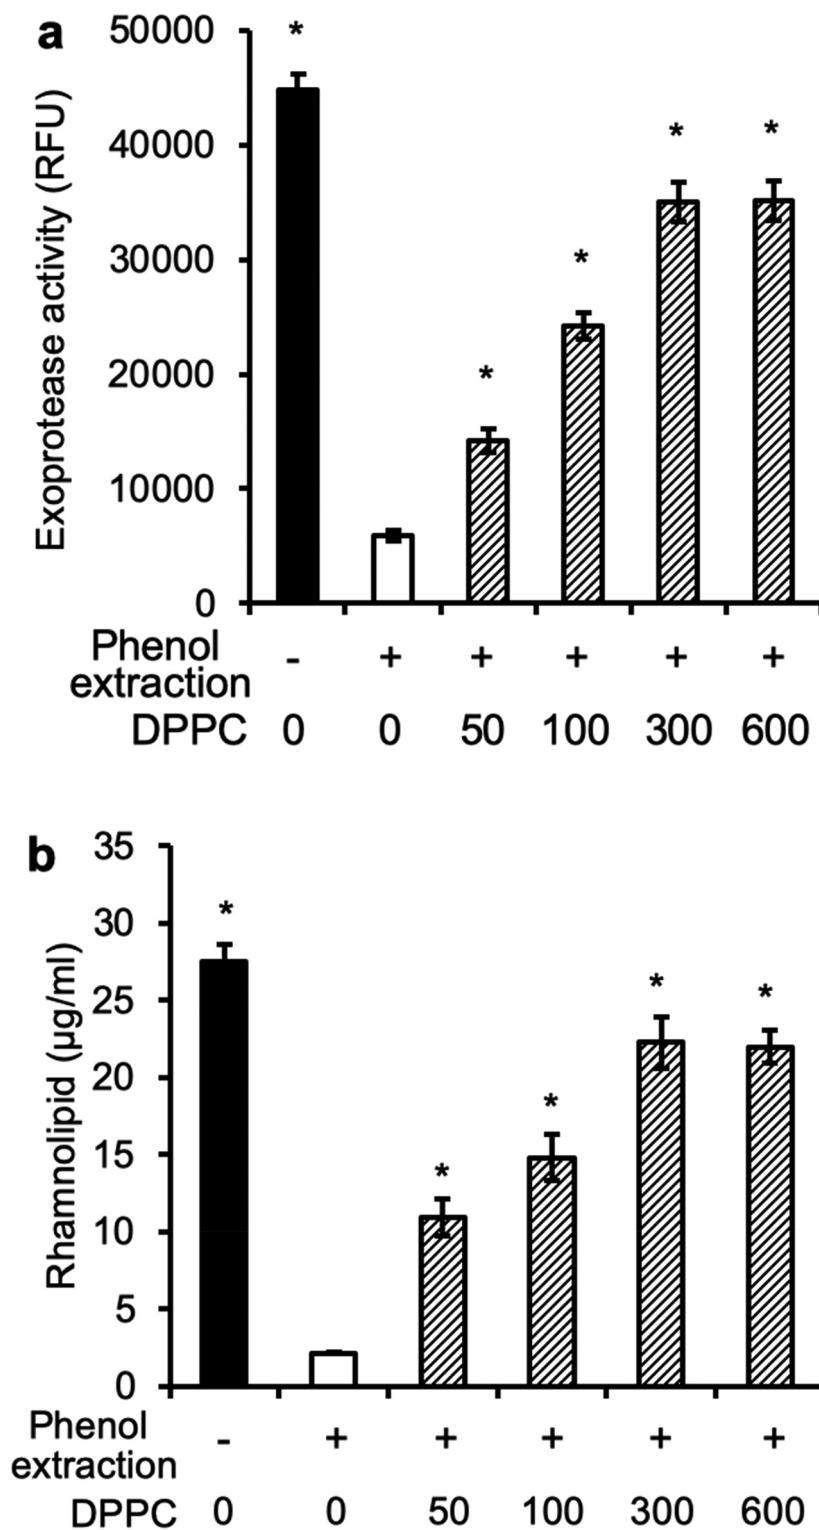 a
Exoprotease activity (RFU)
50000
40000
30000
20000
10000
0
* * * * *
Phenol
extraction - + + + + +
DPPC 0 0 50 100 300 600
b
Rhamnolipid (µg/ml)
35
30
25
20
15
10
5
0
* * * * *
Phenol
extraction - + + + + +
DPPC 0 0 50 100 300 600